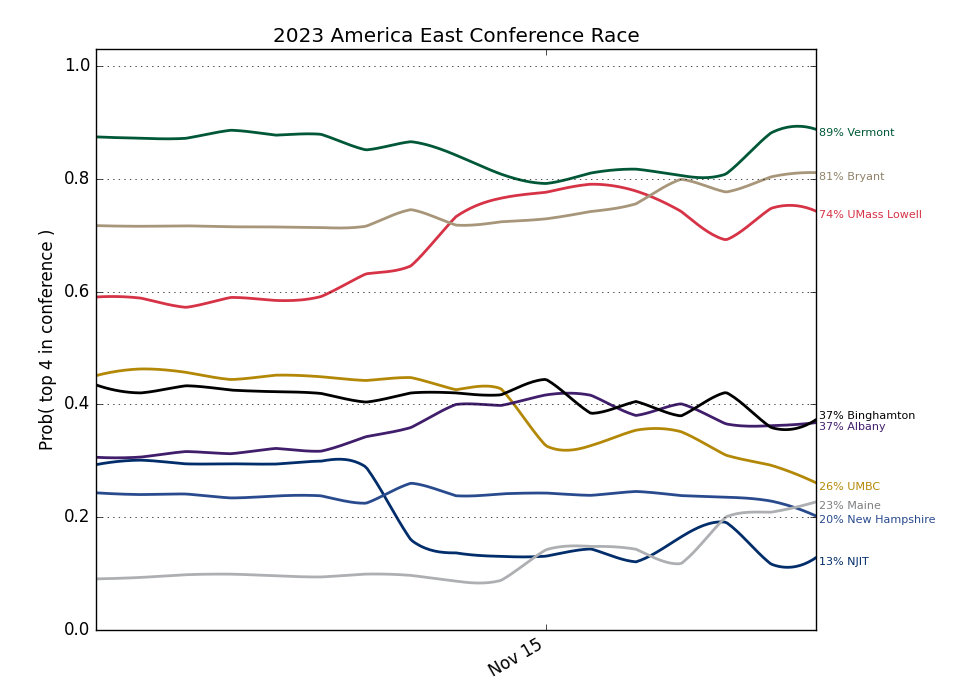 2023 America East Conference Race
Prob( top 4 in conference )
1.0
0.8
0.6
0.4
0.2
0.0
Nov 15
89% Vermont
81% Bryant
74% UMass Lowell
37% Binghamton
37% Albany
26% UMBC
23% Maine
20% New Hampshire
13% NJIT